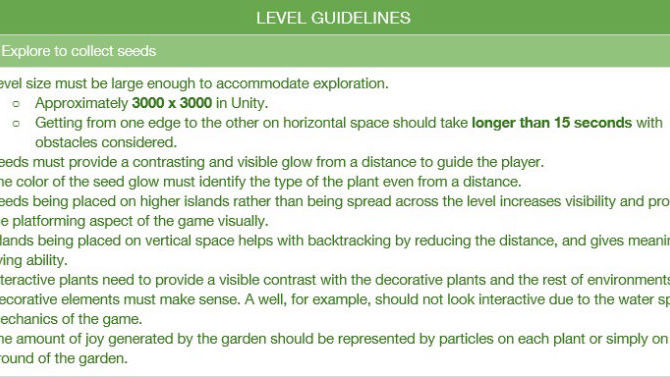 LEVEL GUIDELINES
Explore to collect seeds
evel size must be large enough to accommodate exploration.
○ Approximately 3000 x 3000 in Unity.
○ Getting from one edge to the other on horizontal space should take longer than 15 seconds with
obstacles considered.
eeds must provide a contrasting and visible glow from a distance to guide the player.
he color of the seed glow must identify the type of the plant even from a distance.
eeds being placed on higher islands rather than being spread across the level increases visibility and pro
e platforming aspect of the game visually.
lands being placed on vertical space helps with backtracking by reducing the distance, and gives meanin
ying ability.
teractive plants need to provide a visible contrast with the decorative plants and the rest of environments
ecorative elements must make sense. A well, for example, should not look interactive due to the water sp
echanics of the game.
he amount of joy generated by the garden should be represented by particles on each plant or simply on
round of the garden.